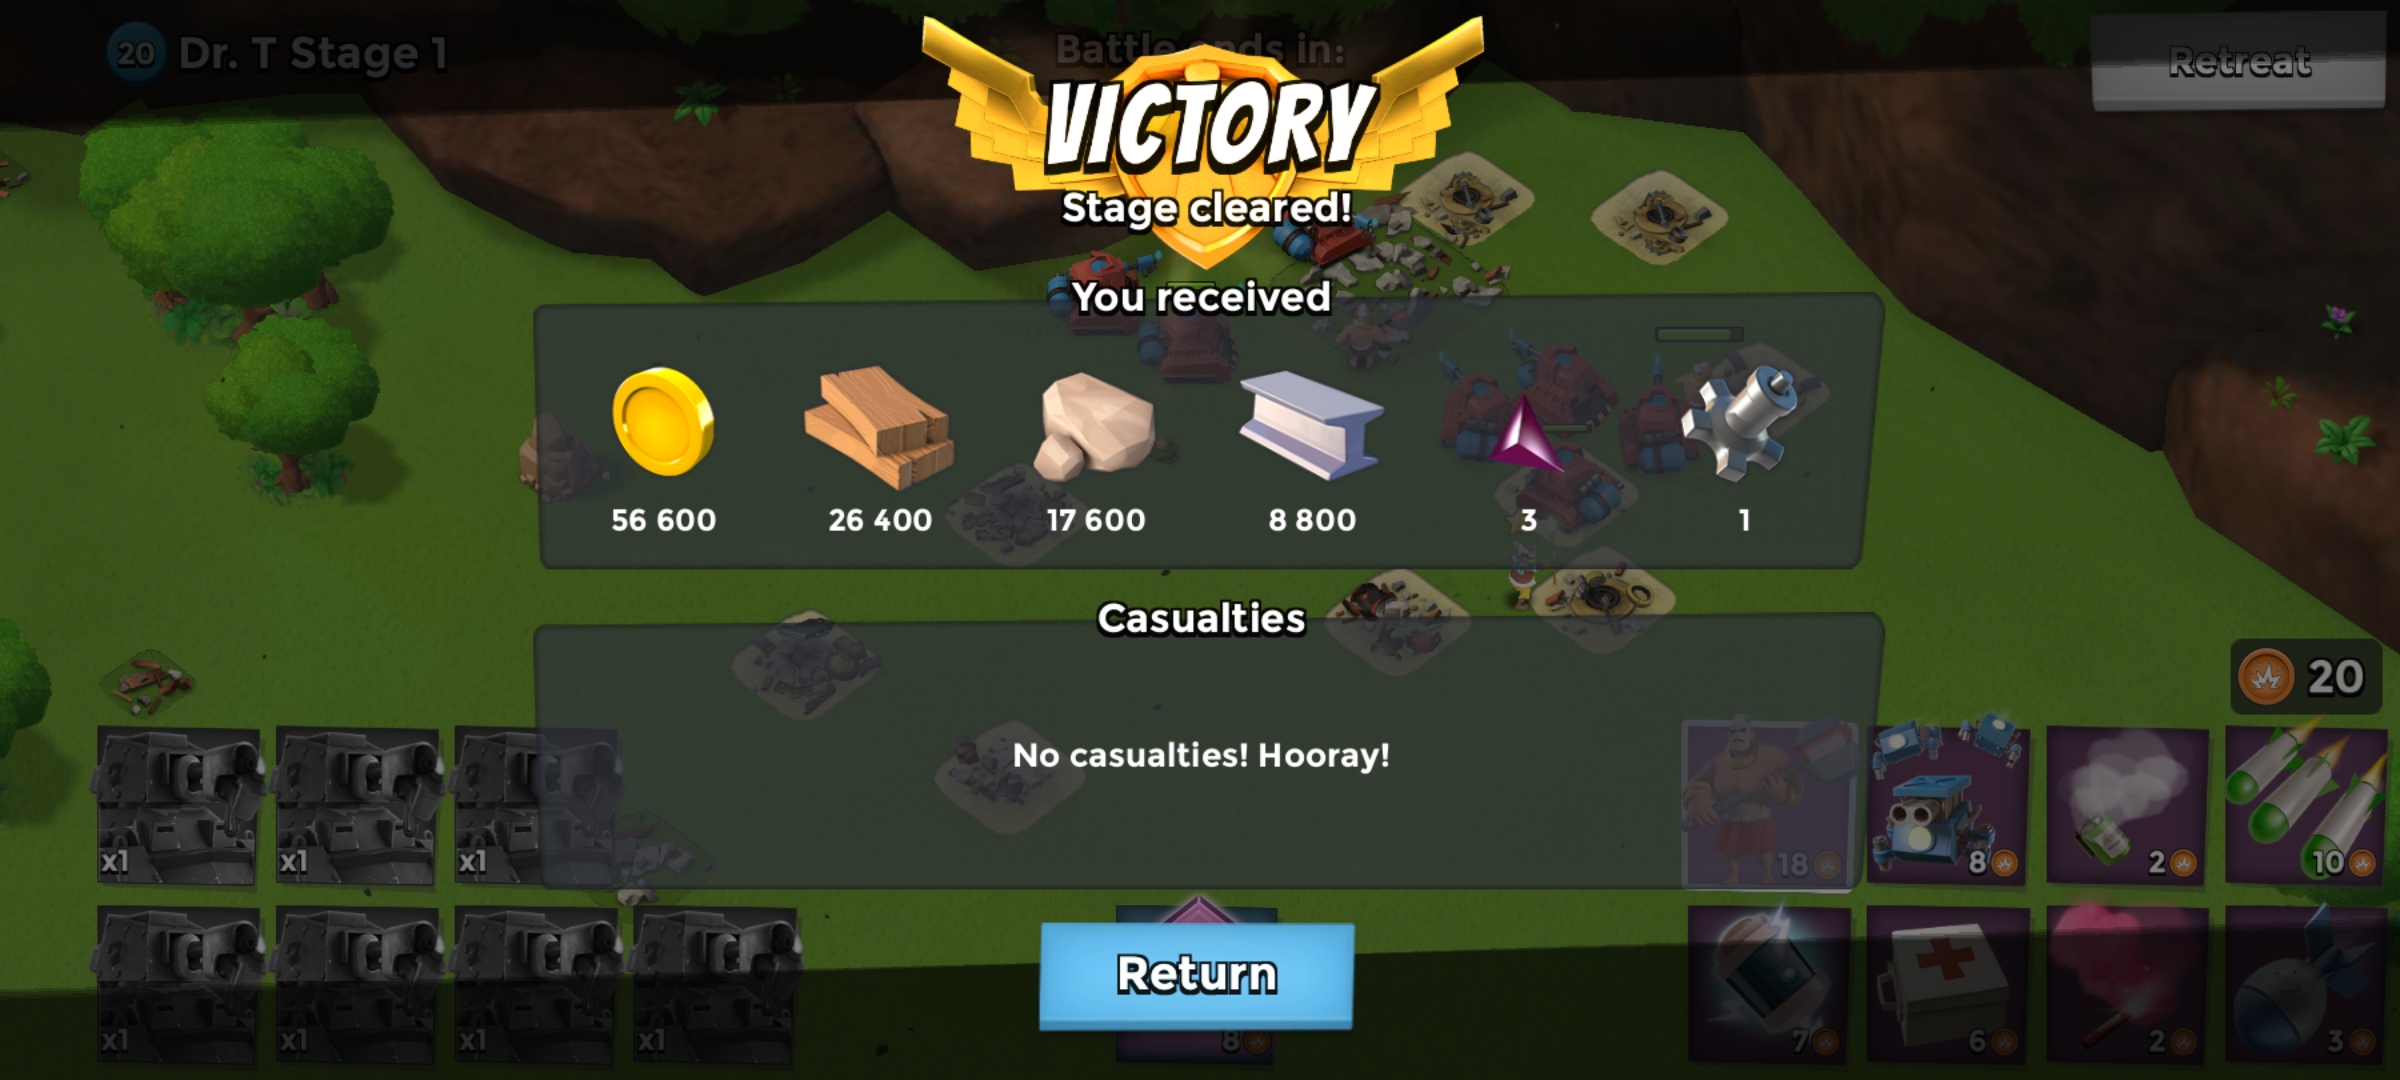 20 Dr. T Stage 1
Battle ends in:
Retreat
VICTORY
Stage cleared!
You received
56 600
26 400
17 600
8 800
3
1
Casualties
No casualties! Hooray!
20
x1
x1
x1
18
8
2
10
x1
x1
x1
x1
Return
8
7
6
2
3